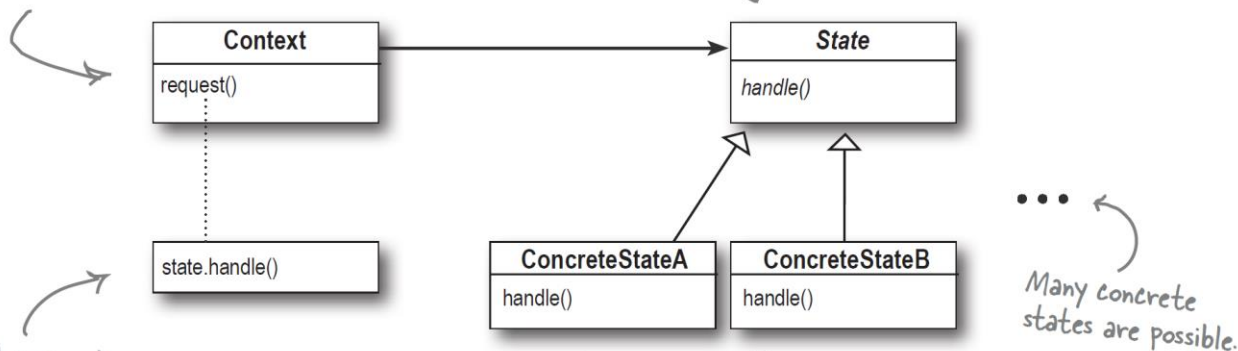 Context
request()
state.handle()
State
handle()
ConcreteStateA
handle()
ConcreteStateB
handle()
Many concrete
states are possible.